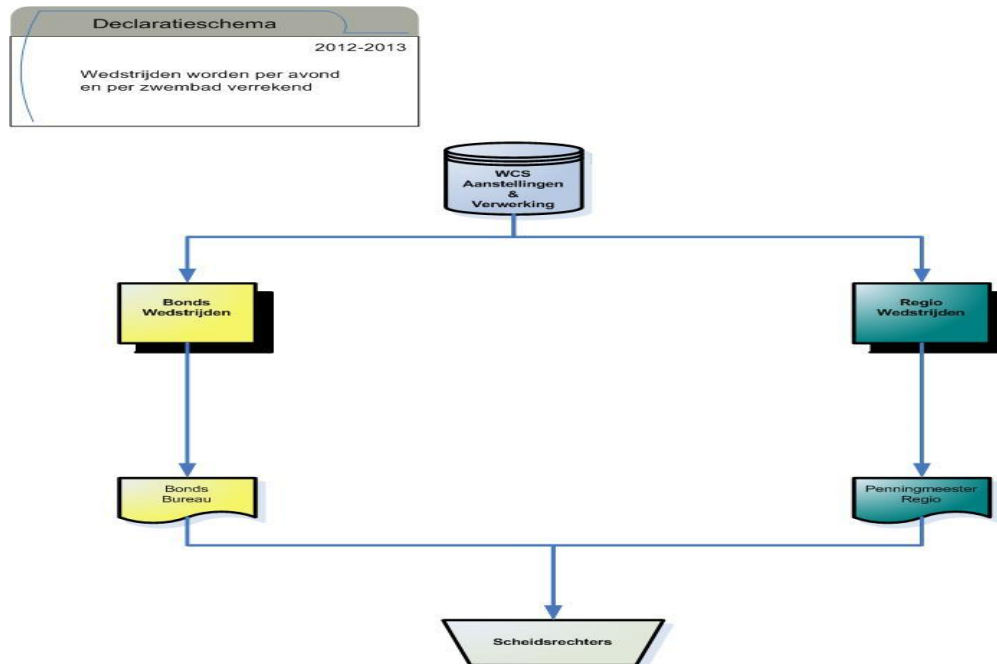 Declaratieschema
2012-2013
Wedstrijden worden per avond
en per zwembad verrekend
WCS
Aanstellingen
&
Verwerking
Bonds
Wedstrijden
Regio
Wedstrijden
Bonds
Bureau
Penningmeester
Regio
Scheidsrechters